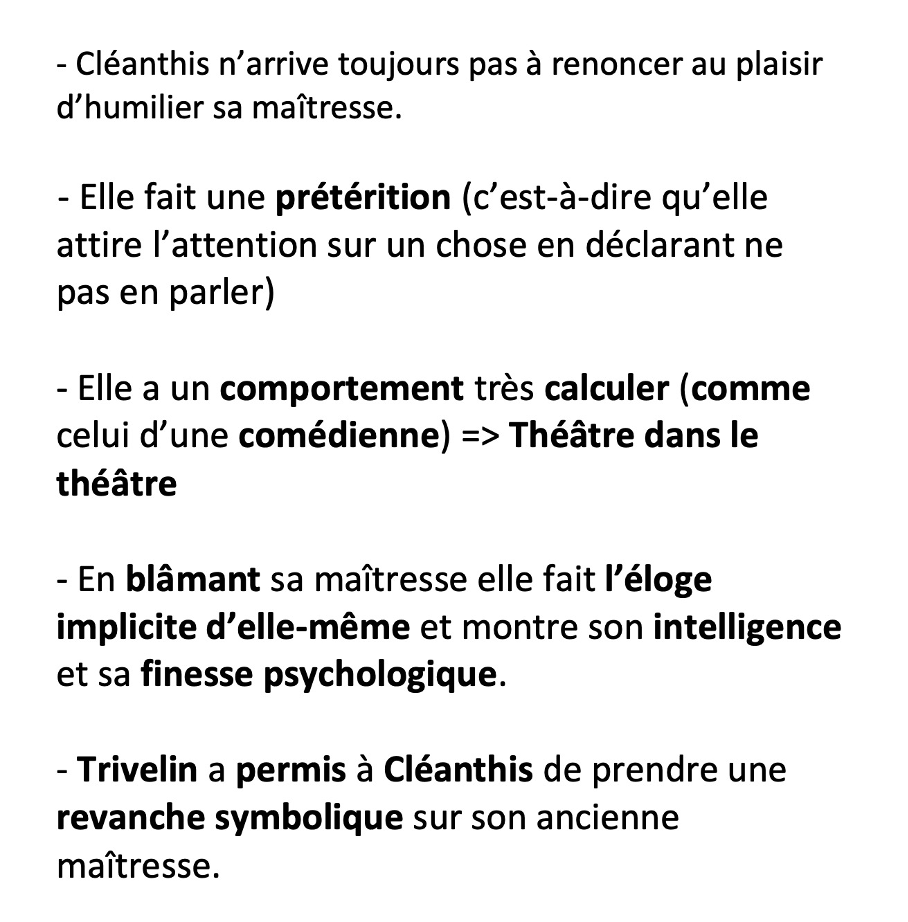 - Cléanthis n’arrive toujours pas à renoncer au plaisir
d’humilier sa maîtresse.
- Elle fait une prétérition (c’est-à-dire qu’elle
attire l’attention sur un chose en déclarant ne
pas en parler)
- Elle a un comportement très calculer (comme
celui d’une comédienne) => Théâtre dans le
théâtre
- En blâmant sa maîtresse elle fait l’éloge
implicite d’elle-même et montre son intelligence
et sa finesse psychologique.
- Trivelin a permis à Cléanthis de prendre une
revanche symbolique sur son ancienne
maîtresse.